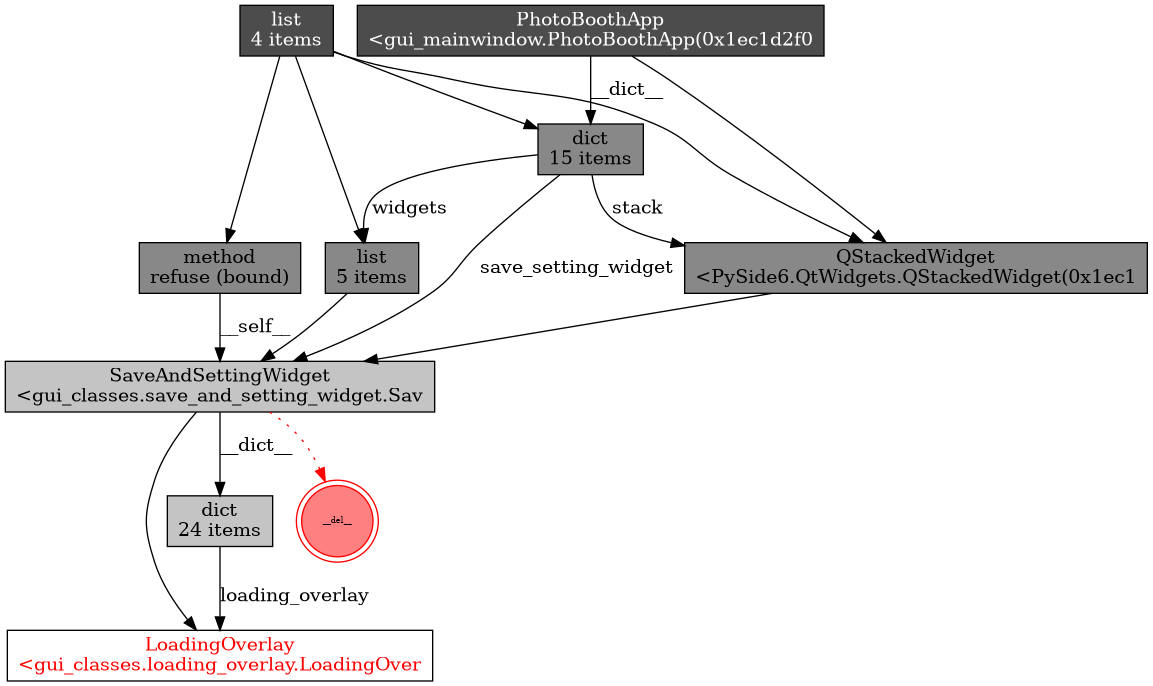 list
4 items
PhotoBoothApp
<gui_mainwindow.PhotoBoothApp(0x1ec1d2f0
__dict__
dict
15 items
widgets
stack
method
refuse (bound)
list
5 items
save_setting_widget
QStackedWidget
<PySide6.QtWidgets.QStackedWidget(0x1ec1
__self__
SaveAndSettingWidget
<gui_classes.save_and_setting_widget.Sav
__dict__
dict
24 items
__del__
loading_overlay
LoadingOverlay
<gui_classes.loading_overlay.LoadingOver